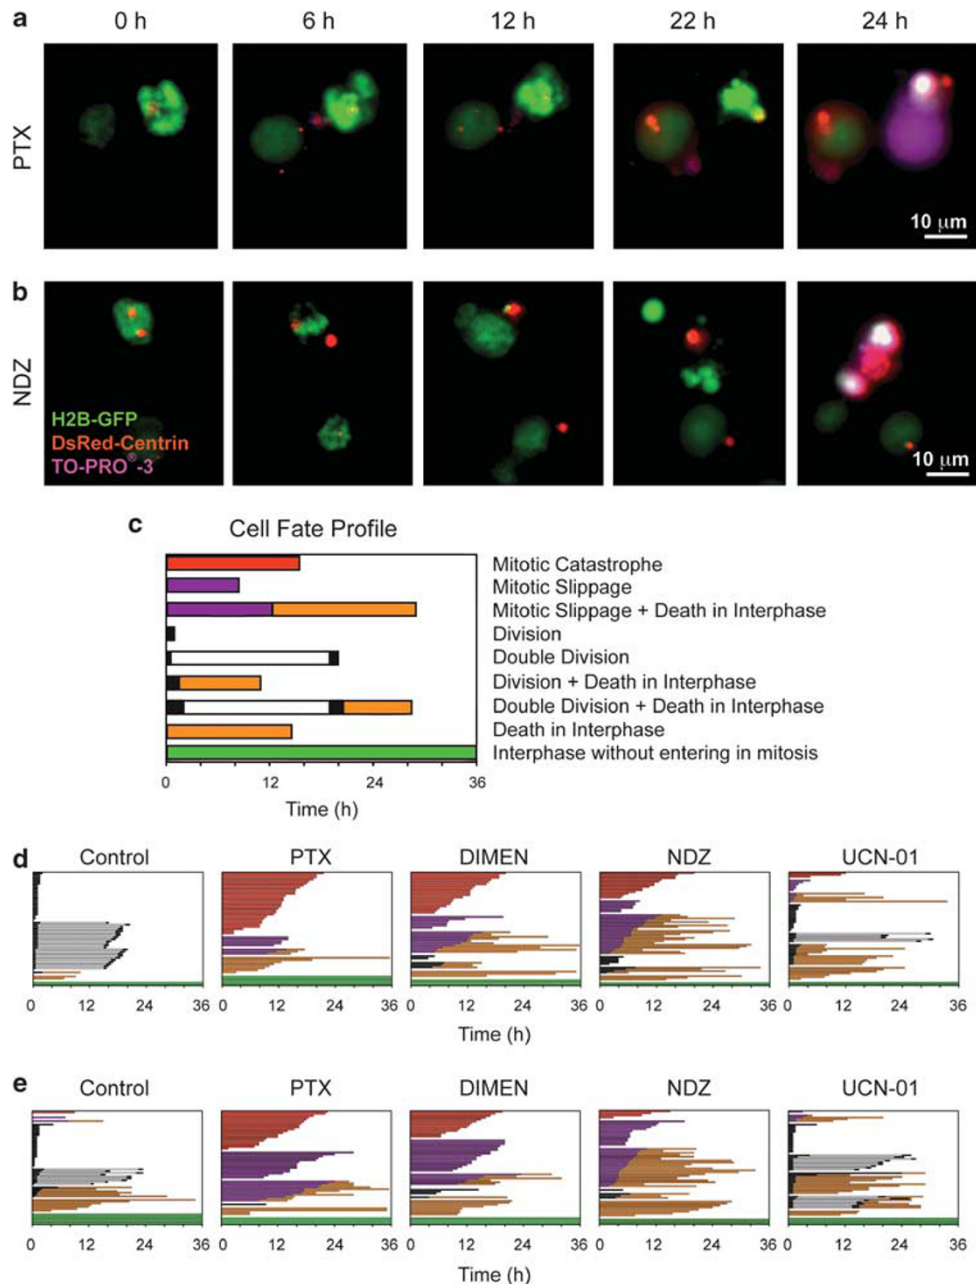 a
0 h 6 h 12 h 22 h 24 h
PTX
10 µm
b
NDZ
H2B-GFP
DsRed-Centrin
TO-PRO®-3
10 µm
c
Cell Fate Profile
Mitotic Catastrophe
Mitotic Slippage
Mitotic Slippage + Death in Interphase
Division
Double Division
Division + Death in Interphase
Double Division + Death in Interphase
Death in Interphase
Interphase without entering in mitosis
0 12 24 36
Time (h)
d
Control PTX DIMEN NDZ UCN-01
0 12 24 36 0 12 24 36 0 12 24 36 0 12 24 36 0 12 24 36
Time (h) Time (h)
e
Control PTX DIMEN NDZ UCN-01
0 12 24 36 0 12 24 36 0 12 24 36 0 12 24 36 0 12 24 36
Time (h) Time (h)